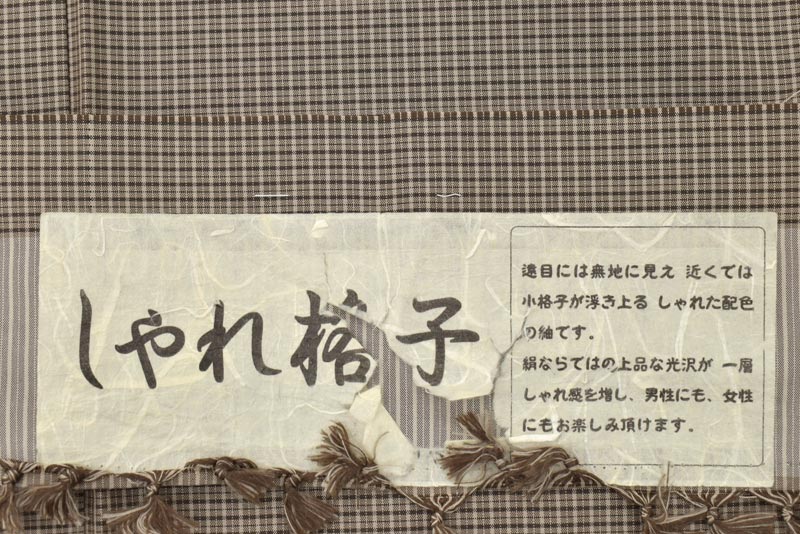 しゃれ格子
遠目には無地に見え 近くでは
小格子が浮き上る しゃれた配色
の紬です。
絹ならではの上品な光沢が 一層
しゃれ感を増し、男性にも、女性
にもお楽しみ頂けます。